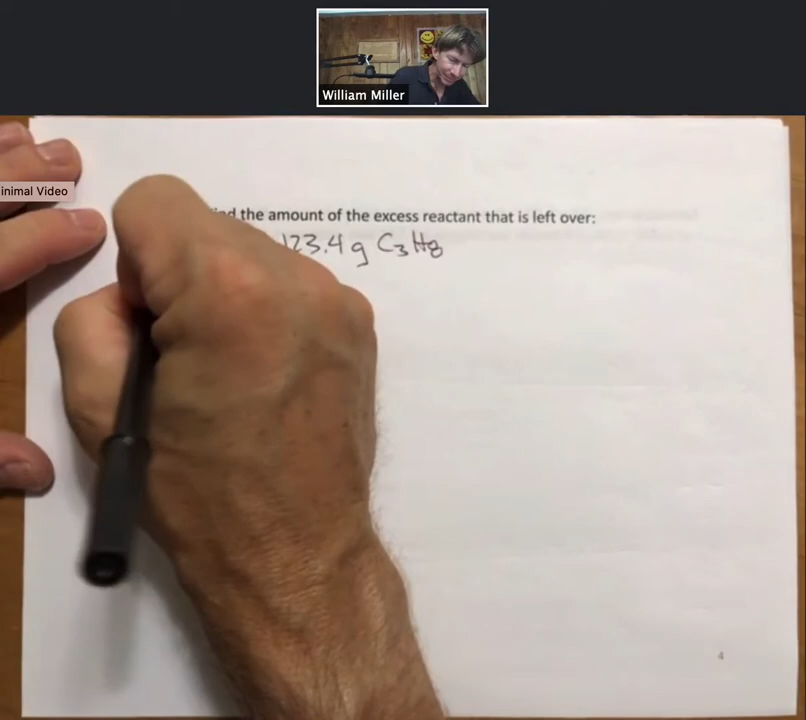 William Miller
inimal Video
the amount of the excess reactant that is left over:
123.4 g C₃H₈
4